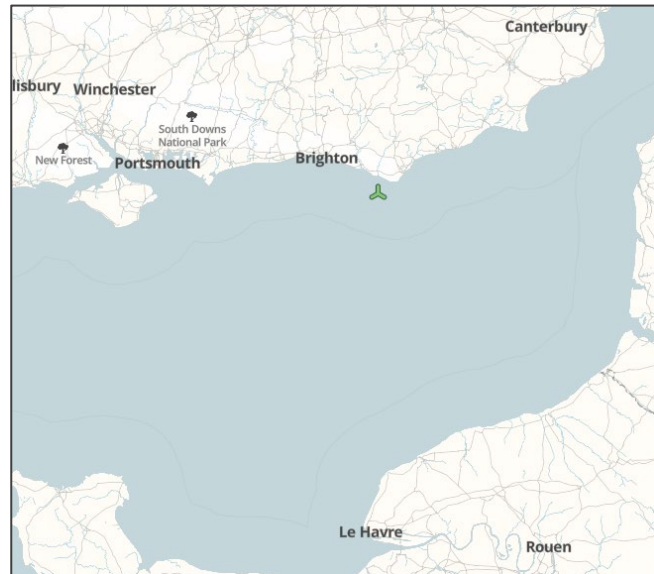 Canterbury
lisbury
Winchester
South Downs
National Park
New Forest
Portsmouth
Brighton
Le Havre
Rouen